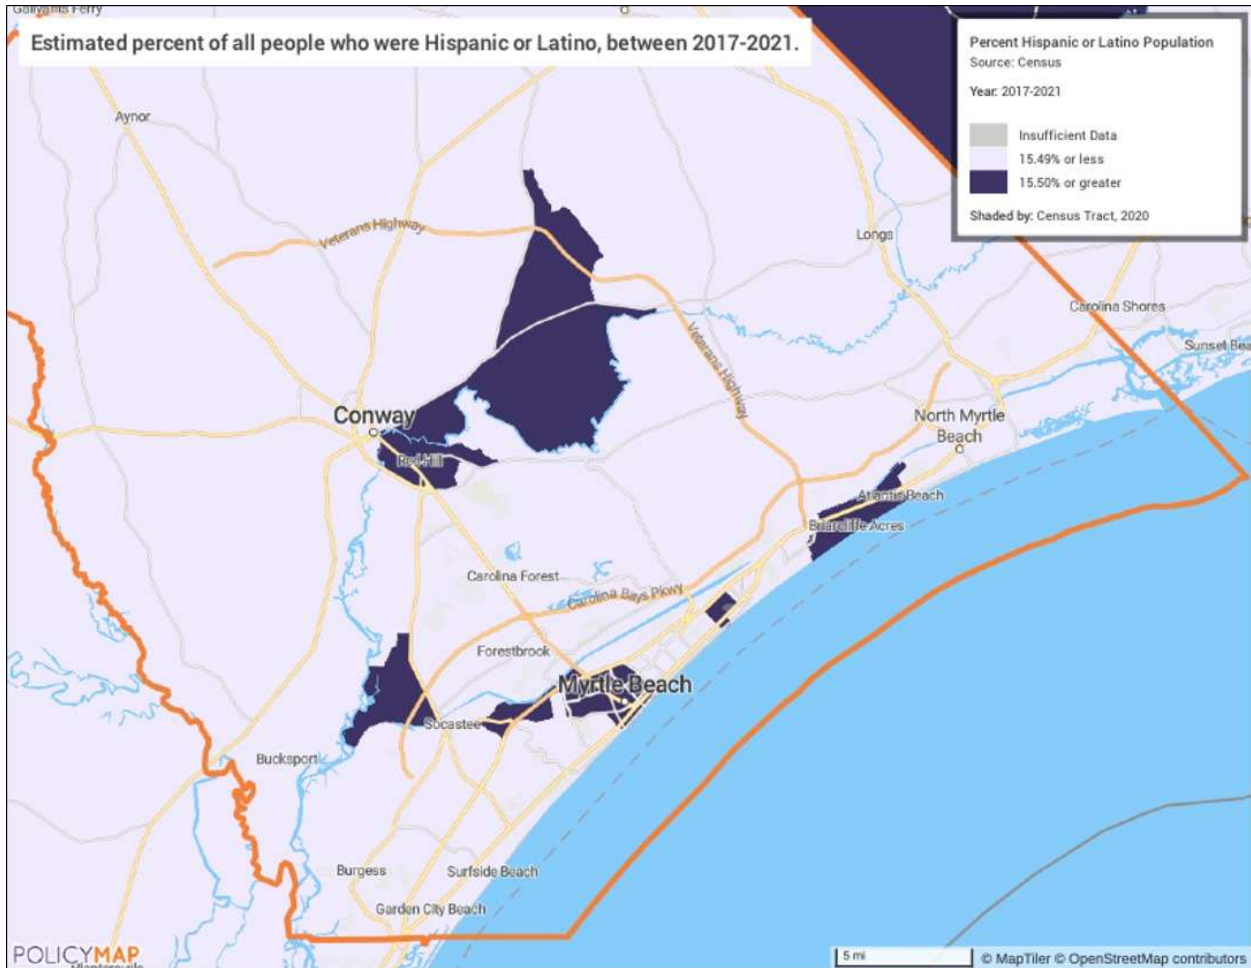 Galivants Ferry
Estimated percent of all people who were Hispanic or Latino, between 2017-2021.
Percent Hispanic or Latino Population
Source: Census
Year: 2017-2021
Insufficient Data
15.49% or less
15.50% or greater
Shaded by: Census Tract, 2020
Aynor
Veterans Highway
Longs
Carolina Shores
Sunset Bea
Veterans Highway
Conway
North Myrtle
Beach
Red Hill
Atlantic Beach
Briarcliffe Acres
Carolina Forest
Carolina Bays Pkwy
Forestbrook
Myrtle Beach
Socastee
Bucksport
Burgess
Surfside Beach
Garden City Beach
POLICYMAP
5 mi
© MapTiler © OpenStreetMap contributors